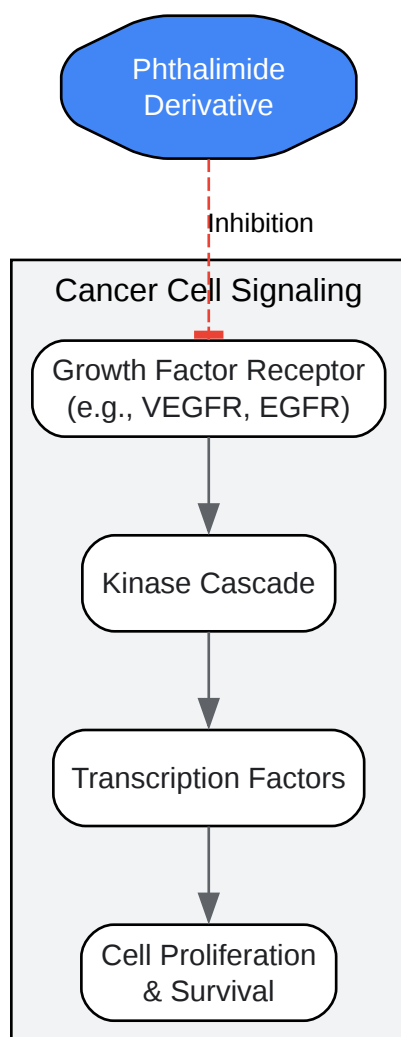 Phthalimide
Derivative
Inhibition
Cancer Cell Signaling
Growth Factor Receptor
(e.g., VEGFR, EGFR)
Kinase Cascade
Transcription Factors
Cell Proliferation
& Survival